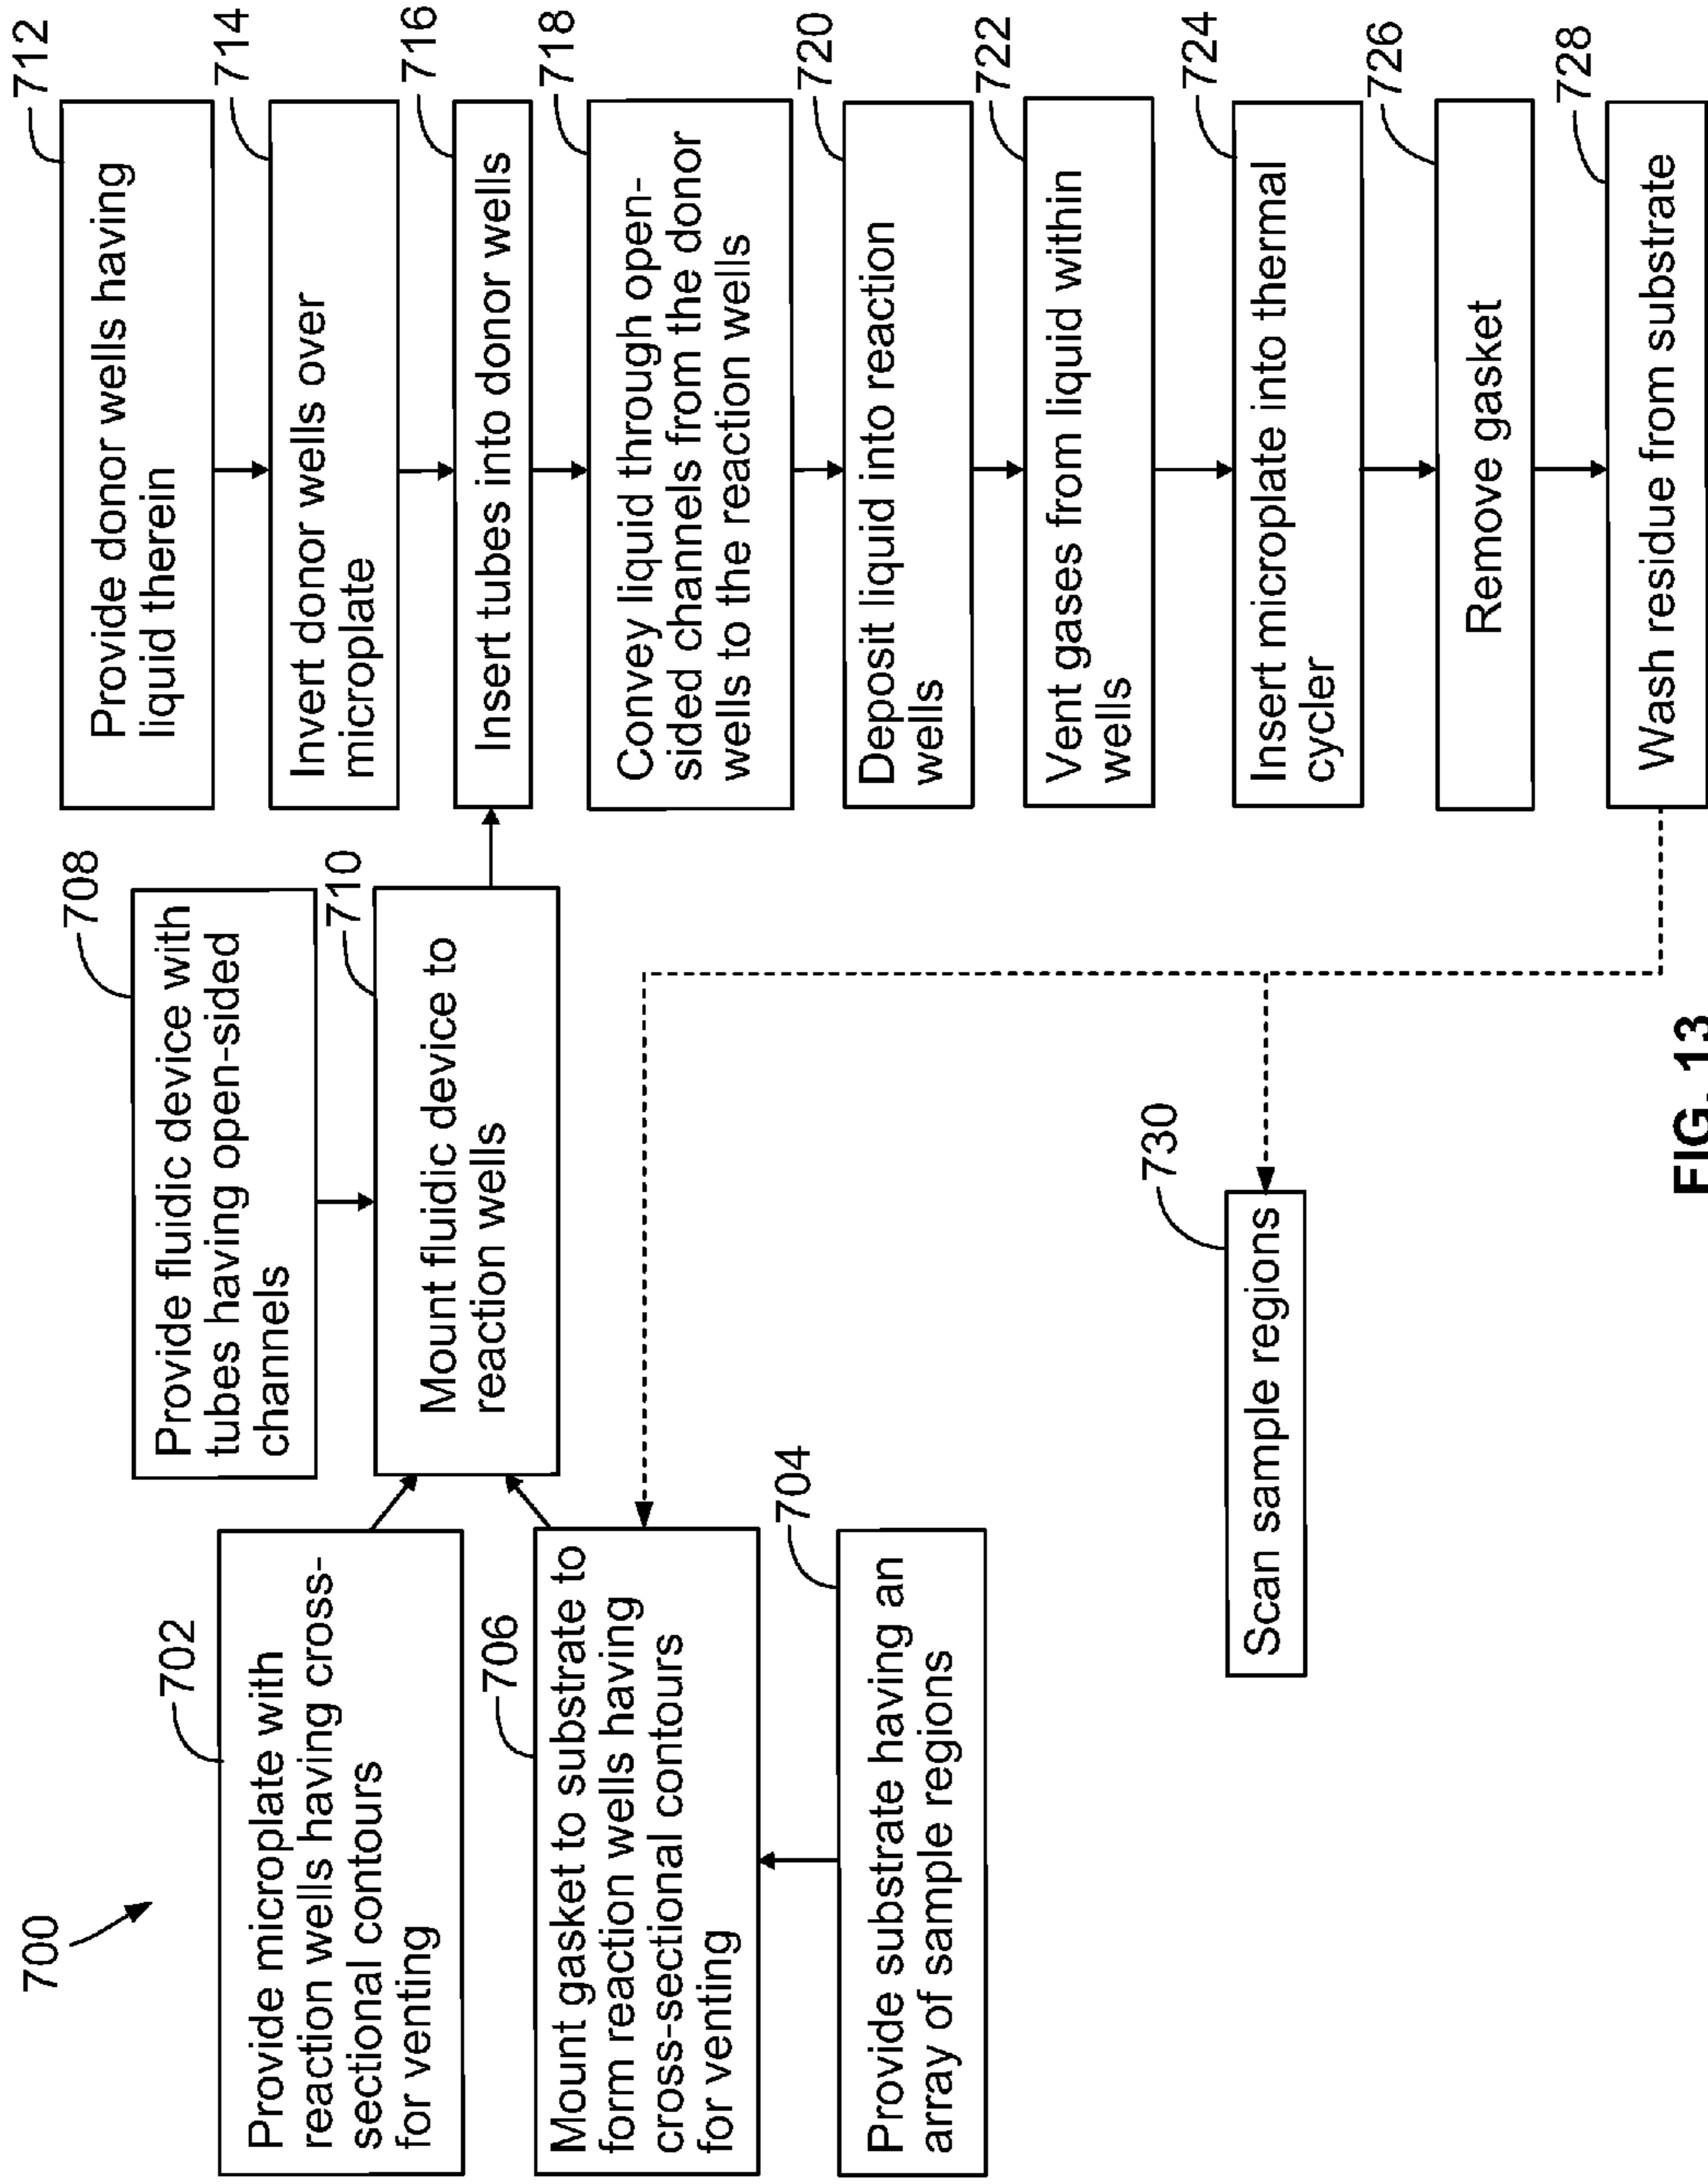 700
702
Provide microplate with
reaction wells having cross-
sectional contours
for venting
706
Mount gasket to substrate to
form reaction wells having
cross-sectional contours
for venting
704
Provide substrate having an
array of sample regions
708
Provide fluidic device with
tubes having open-sided
channels
710
Mount fluidic device to
reaction wells
712
Provide donor wells having
liquid therein
714
Invert donor wells over
microplate
716
Insert tubes into donor wells
718
Convey liquid through open-
sided channels from the donor
wells to the reaction wells
720
Deposit liquid into reaction
wells
722
Vent gases from liquid within
wells
724
Insert microplate into thermal
cycler
726
Remove gasket
728
Wash residue from substrate
730
Scan sample regions
FIG. 13